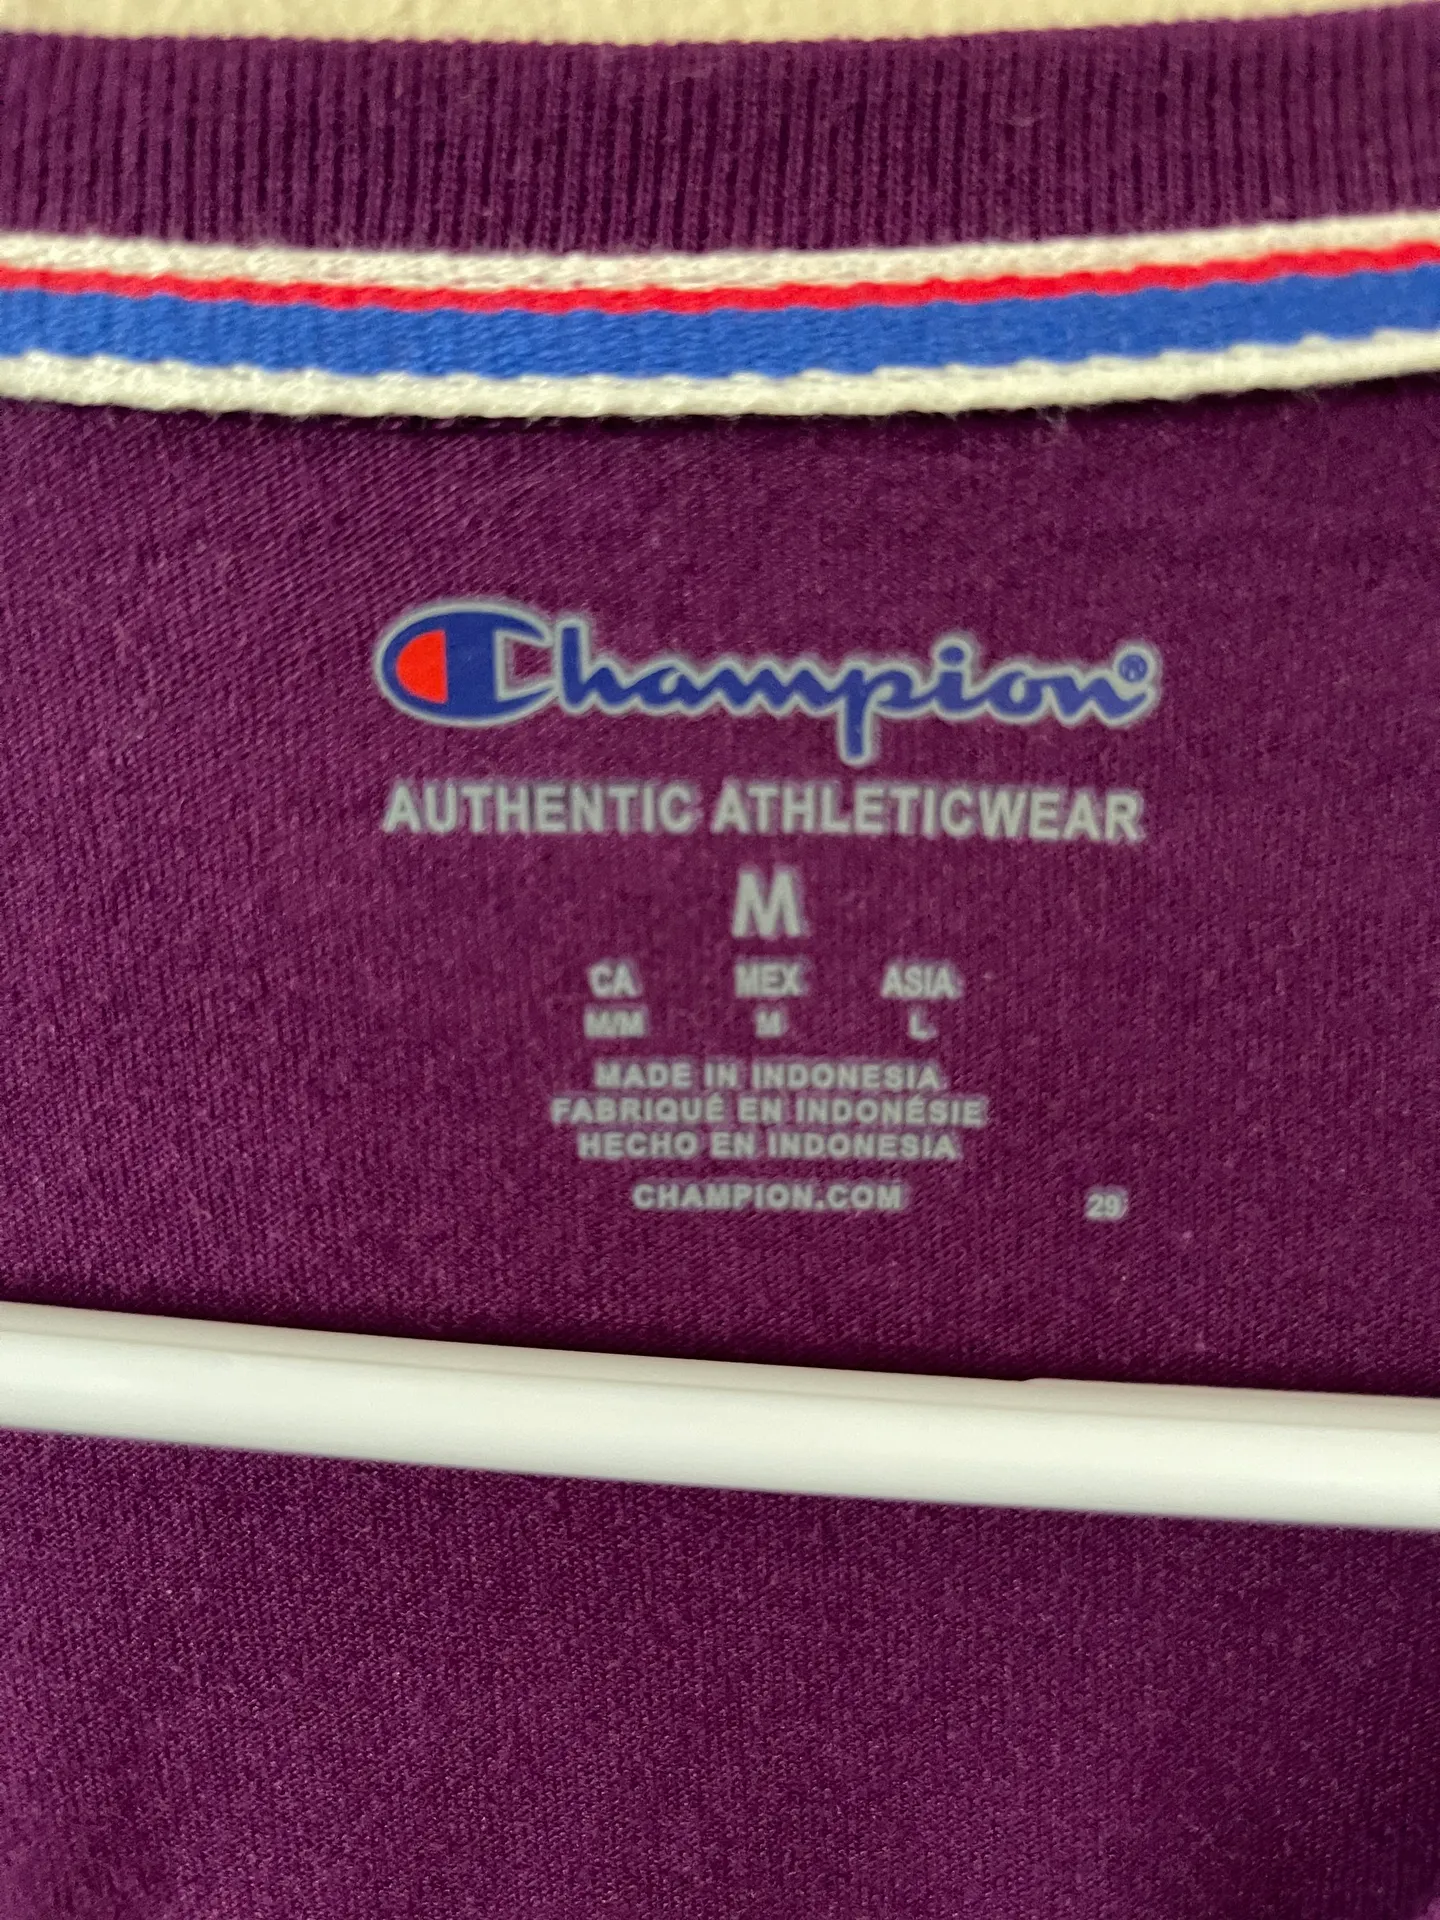 Champion®
AUTHENTIC ATHLETICWEAR
M
CA MEX ASIA
M/M M L
MADE IN INDONESIA
FABRIQUÉ EN INDONÉSIE
HECHO EN INDONESIA
CHAMPION.COM 29